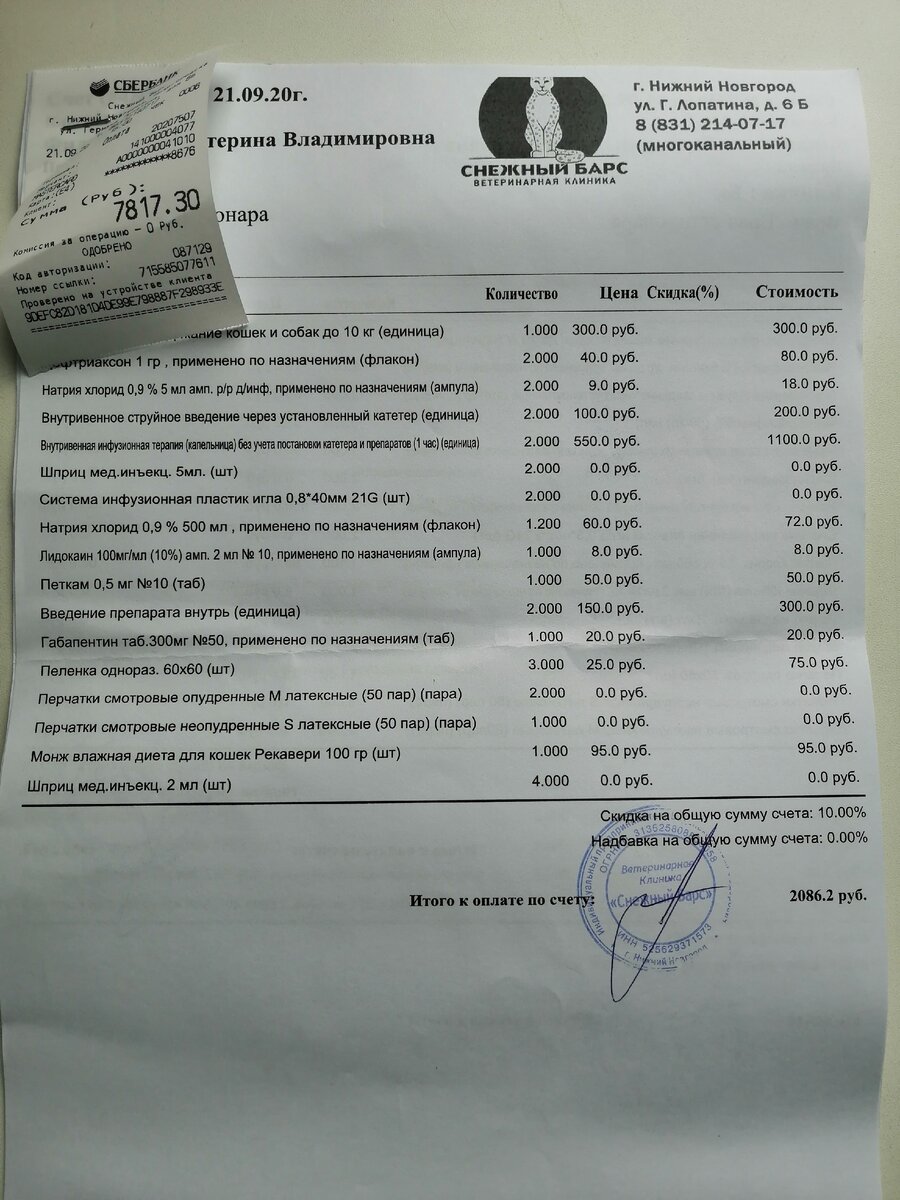 СБЕРБАНК
Снежный
г. Нижний
ул.
21.09
0006
20207507
141000004077
A0000000041010
************8676
Карта:(E4)
Клиент:
Сумма (Руб):
7817.30
Комиссия за операцию - 0 Руб.
ОДОБРЕНО
Код авторизации: 087129
Номер ссылки: 715585077611
Проверено на устройстве клиента
21.09.20г.
терина Владимировна
онара
СНЕЖНЫЙ БАРС
ВЕТЕРИНАРНАЯ КЛИНИКА
г. Нижний Новгород
ул. Г. Лопатина, д. 6 Б
8 (831) 214-07-17
(многоканальный)
Количество Цена Скидка(%) Стоимость
кошек и собак до 10 кг (единица) 1.000 300.0 руб. 300.0 руб.
фтриаксон 1 гр , применено по назначениям (флакон) 2.000 40.0 руб. 80.0 руб.
Натрия хлорид 0,9 % 5 мл амп. р/р д/инф, применено по назначениям (ампула) 2.000 9.0 руб. 18.0 руб.
Внутривенное струйное введение через установленный катетер (единица) 2.000 100.0 руб. 200.0 руб.
Внутривенная инфузионная терапия (капельница) без учета постановки катетера и препаратов (1 час) (единица) 2.000 550.0 руб. 1100.0 руб.
Шприц мед.инъекц. 5мл. (шт) 2.000 0.0 руб. 0.0 руб.
Система инфузионная пластик игла 0,8*40мм 21G (шт) 2.000 0.0 руб. 0.0 руб.
Натрия хлорид 0,9 % 500 мл , применено по назначениям (флакон) 1.200 60.0 руб. 72.0 руб.
Лидокаин 100мг/мл (10%) амп. 2 мл № 10, применено по назначениям (ампула) 1.000 8.0 руб. 8.0 руб.
Петкам 0,5 мг №10 (таб) 1.000 50.0 руб. 50.0 руб.
Введение препарата внутрь (единица) 2.000 150.0 руб. 300.0 руб.
Габапентин таб.300мг №50, применено по назначениям (таб) 1.000 20.0 руб. 20.0 руб.
Пеленка однораз. 60х60 (шт) 3.000 25.0 руб. 75.0 руб.
Перчатки смотровые опудренные М латексные (50 пар) (пара) 2.000 0.0 руб. 0.0 руб.
Перчатки смотровые неопудренные S латексные (50 пар) (пара) 1.000 0.0 руб. 0.0 руб.
Монж влажная диета для кошек Рекавери 100 гр (шт) 1.000 95.0 руб. 95.0 руб.
Шприц мед.инъекц. 2 мл (шт) 4.000 0.0 руб. 0.0 руб.
Скидка на общую сумму счета: 10.00%
Надбавка на общую сумму счета: 0.00%
Итого к оплате по счету: 2086.2 руб.
Ветеринарная
Клиника
«Снежный Барс»
ИНН 525629371573
г. Нижний Новгород